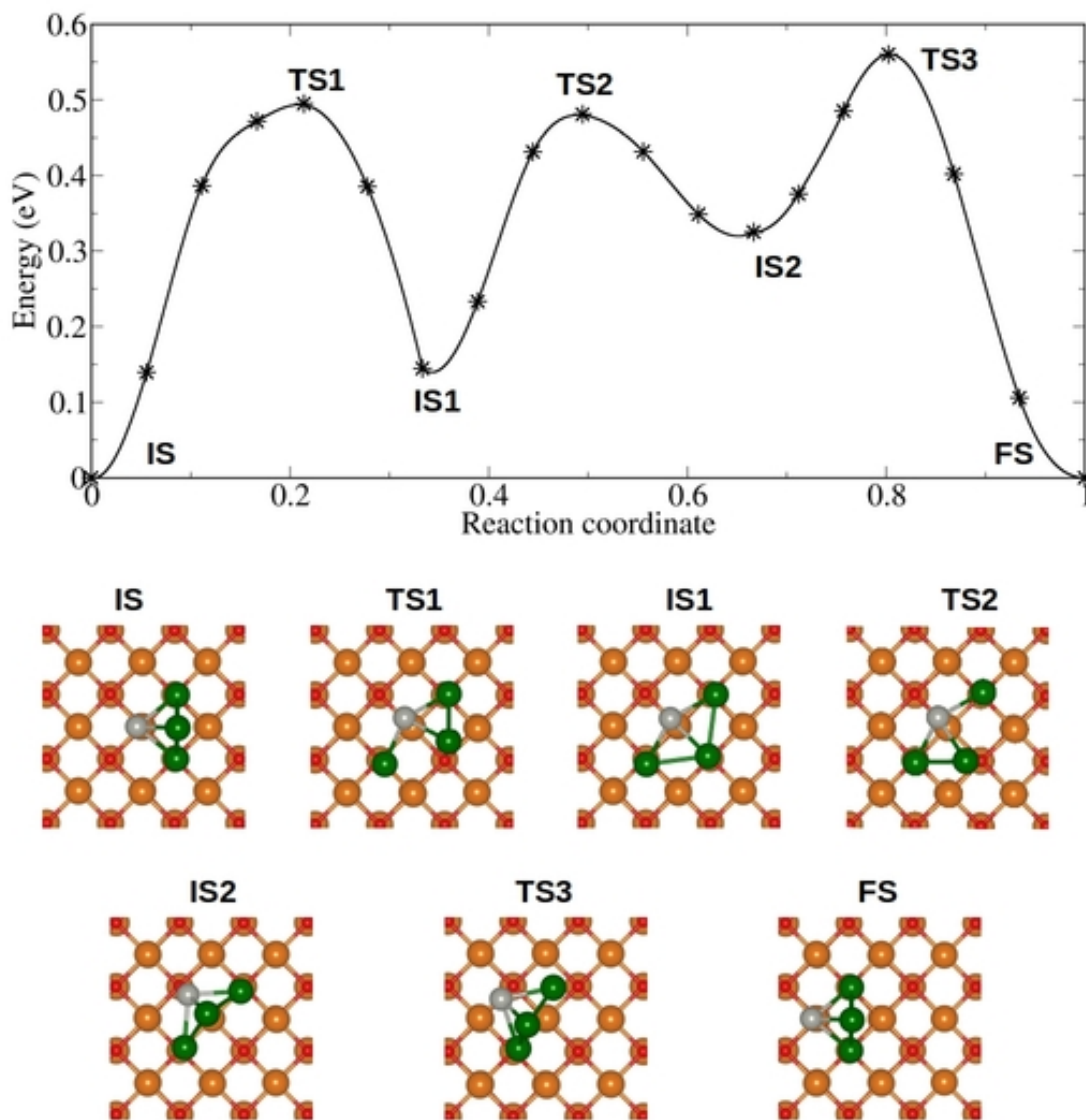 0.6
TS1
TS2
TS3
0.5
0.4
Energy (eV)
0.3
IS2
0.2
IS1
0.1
IS
FS
0
0
0.2
0.4
0.6
0.8
1
Reaction coordinate
IS
TS1
IS1
TS2
IS2
TS3
FS